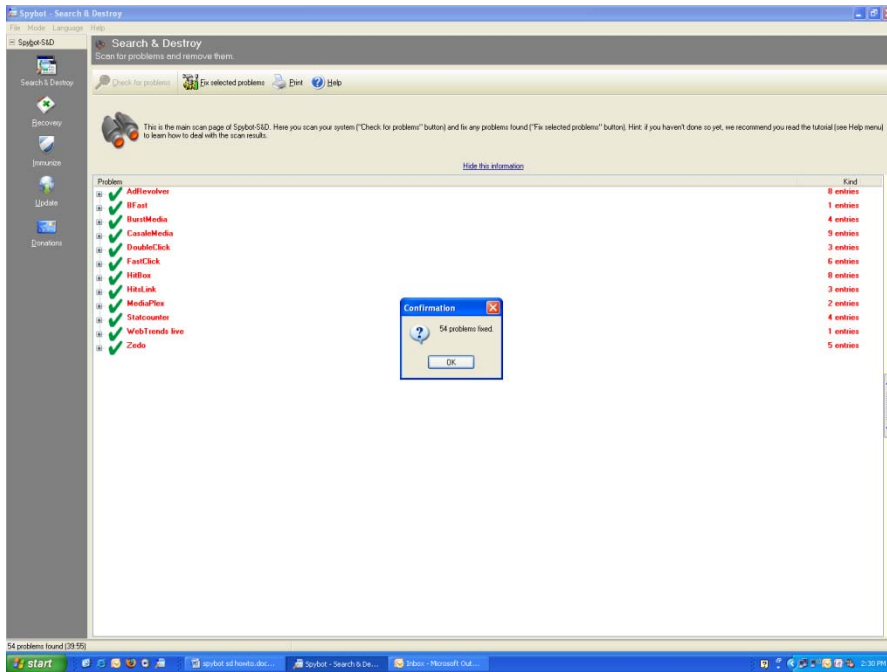 Spybot - Search & Destroy
File Mode Language Help
Spybot-S&D
Search & Destroy
Scan for problems and remove them.
Search & Destroy
Check for problems Fix selected problems Print Help
Recovery
This is the main scan page of Spybot-S&D. Here you scan your system ("Check for problems" button) and fix any problems found ("Fix selected problems" button). Hint: if you haven't done so yet, we recommend you read the tutorial (see Help menu)
to learn how to deal with the scan results.
Immunize
Hide this information
Update
Donations
Problem Kind
AdRevolver 8 entries
BFast 1 entries
BurstMedia 4 entries
CasaleMedia 9 entries
DoubleClick 3 entries
FastClick 6 entries
HitBox 8 entries
HitsLink 3 entries
MediaPlex 2 entries
Statcounter 4 entries
WebTrends live 1 entries
Zedo 5 entries
Confirmation
54 problems fixed.
OK
54 problems found (39:55)
start spybot sd howto.doc... Spybot - Search & De... Inbox - Microsoft Out... 2:30 PM